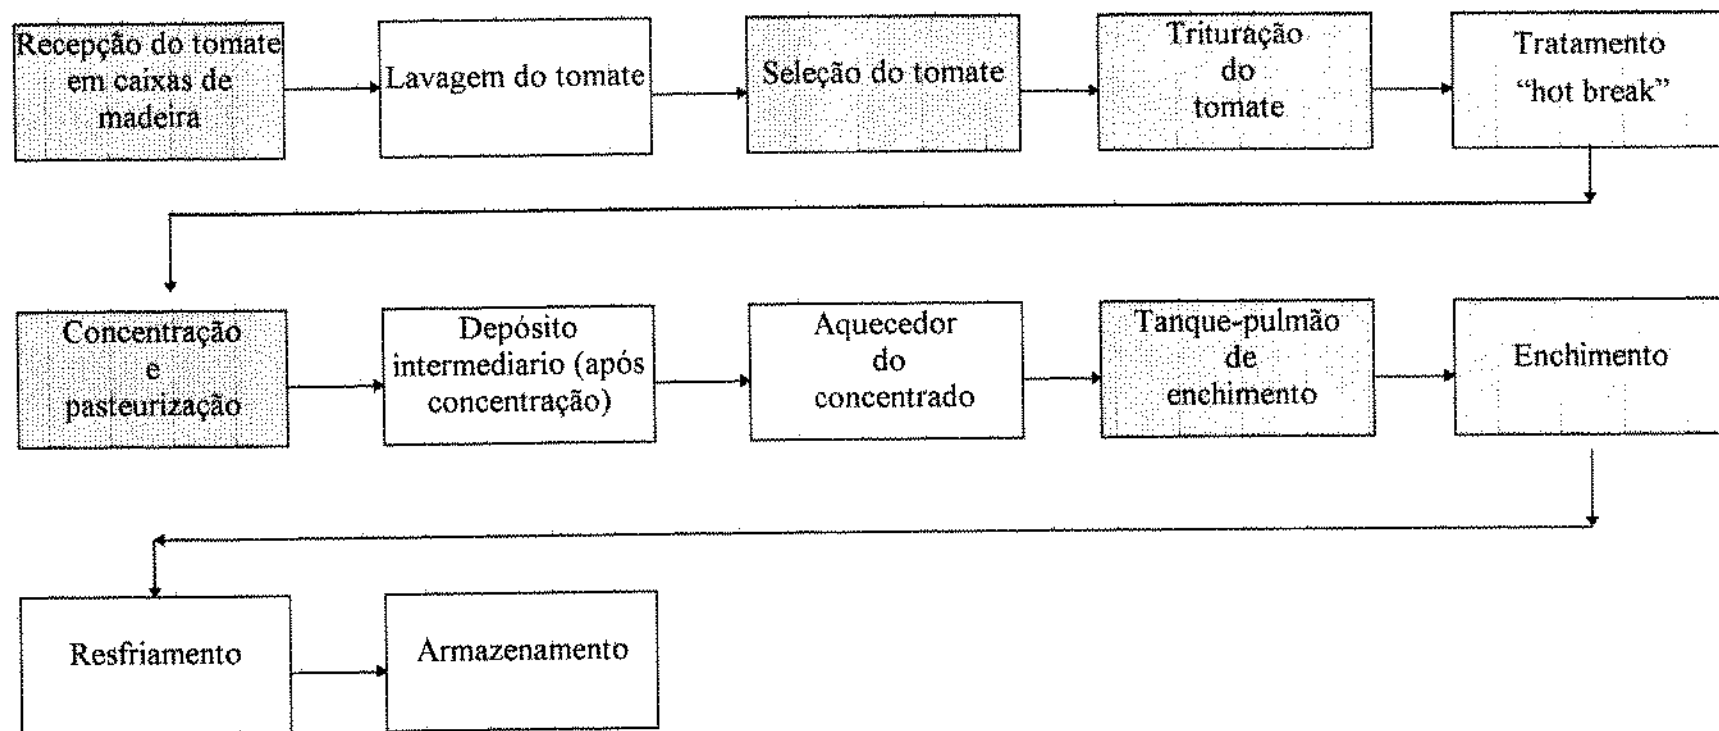 Recepção do tomate
em caixas de
madeira
Lavagem do tomate
Seleção do tomate
Trituração
do
tomate
Tratamento
“hot break”
Concentração
e
pasteurização
Depósito
intermediario (após
concentração)
Aquecedor
do
concentrado
Tanque-pulmão
de
enchimento
Enchimento
Resfriamento
Armazenamento